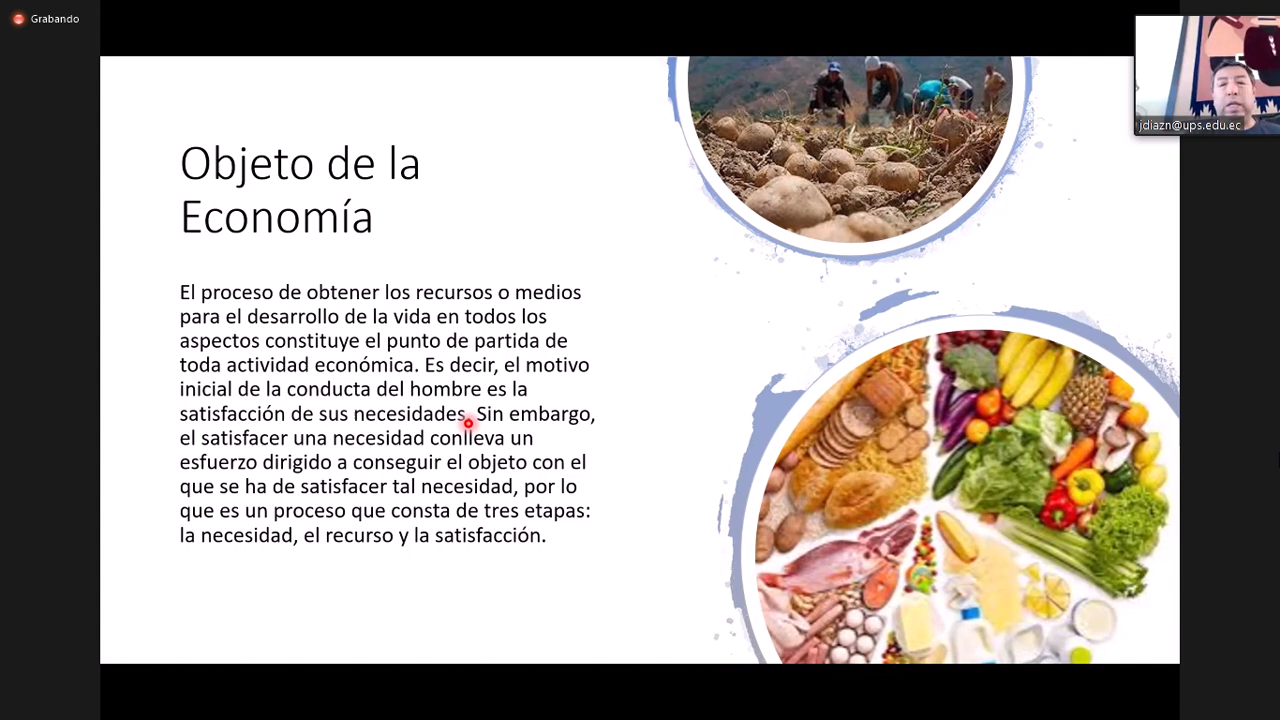 Grabando
jdiazn@ups.edu.ec
Objeto de la
Economía
El proceso de obtener los recursos o medios
para el desarrollo de la vida en todos los
aspectos constituye el punto de partida de
toda actividad económica. Es decir, el motivo
inicial de la conducta del hombre es la
satisfacción de sus necesidades. Sin embargo,
el satisfacer una necesidad conlleva un
esfuerzo dirigido a conseguir el objeto con el
que se ha de satisfacer tal necesidad, por lo
que es un proceso que consta de tres etapas:
la necesidad, el recurso y la satisfacción.